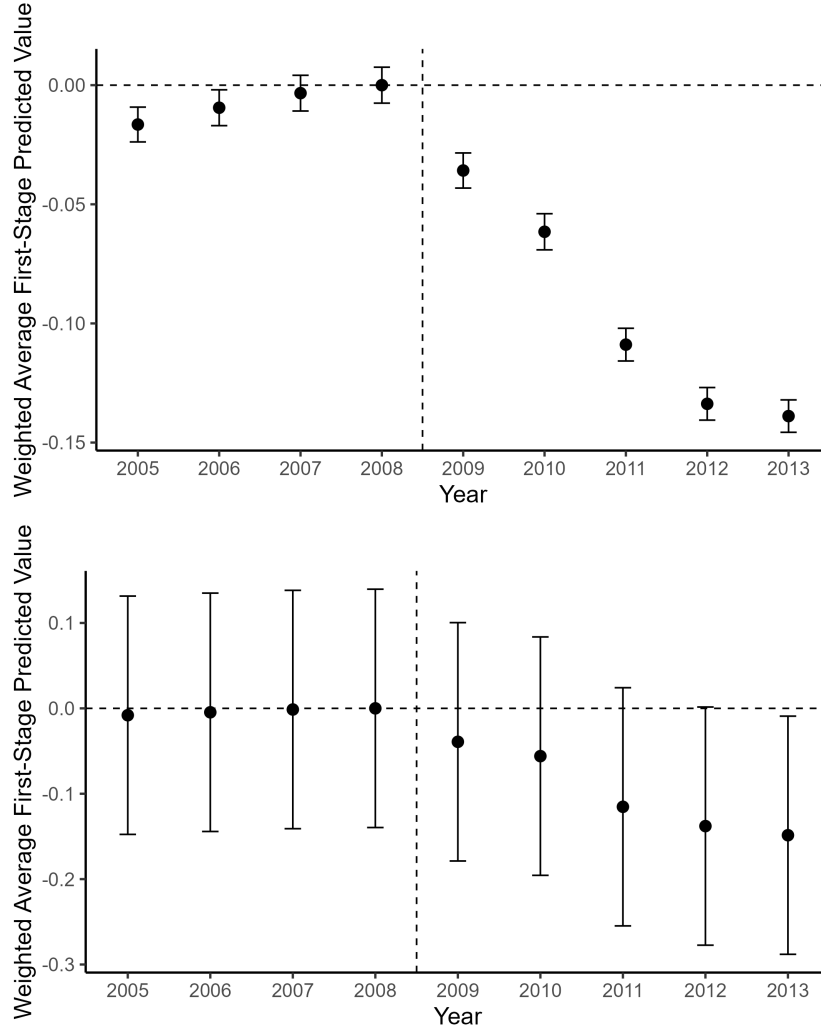 Weighted Average First-Stage Predicted Value
0.00
-0.05
-0.10
-0.15
2005 2006 2007 2008 2009 2010 2011 2012 2013
Year
Weighted Average First-Stage Predicted Value
0.1
0.0
-0.1
-0.2
-0.3
2005 2006 2007 2008 2009 2010 2011 2012 2013
Year